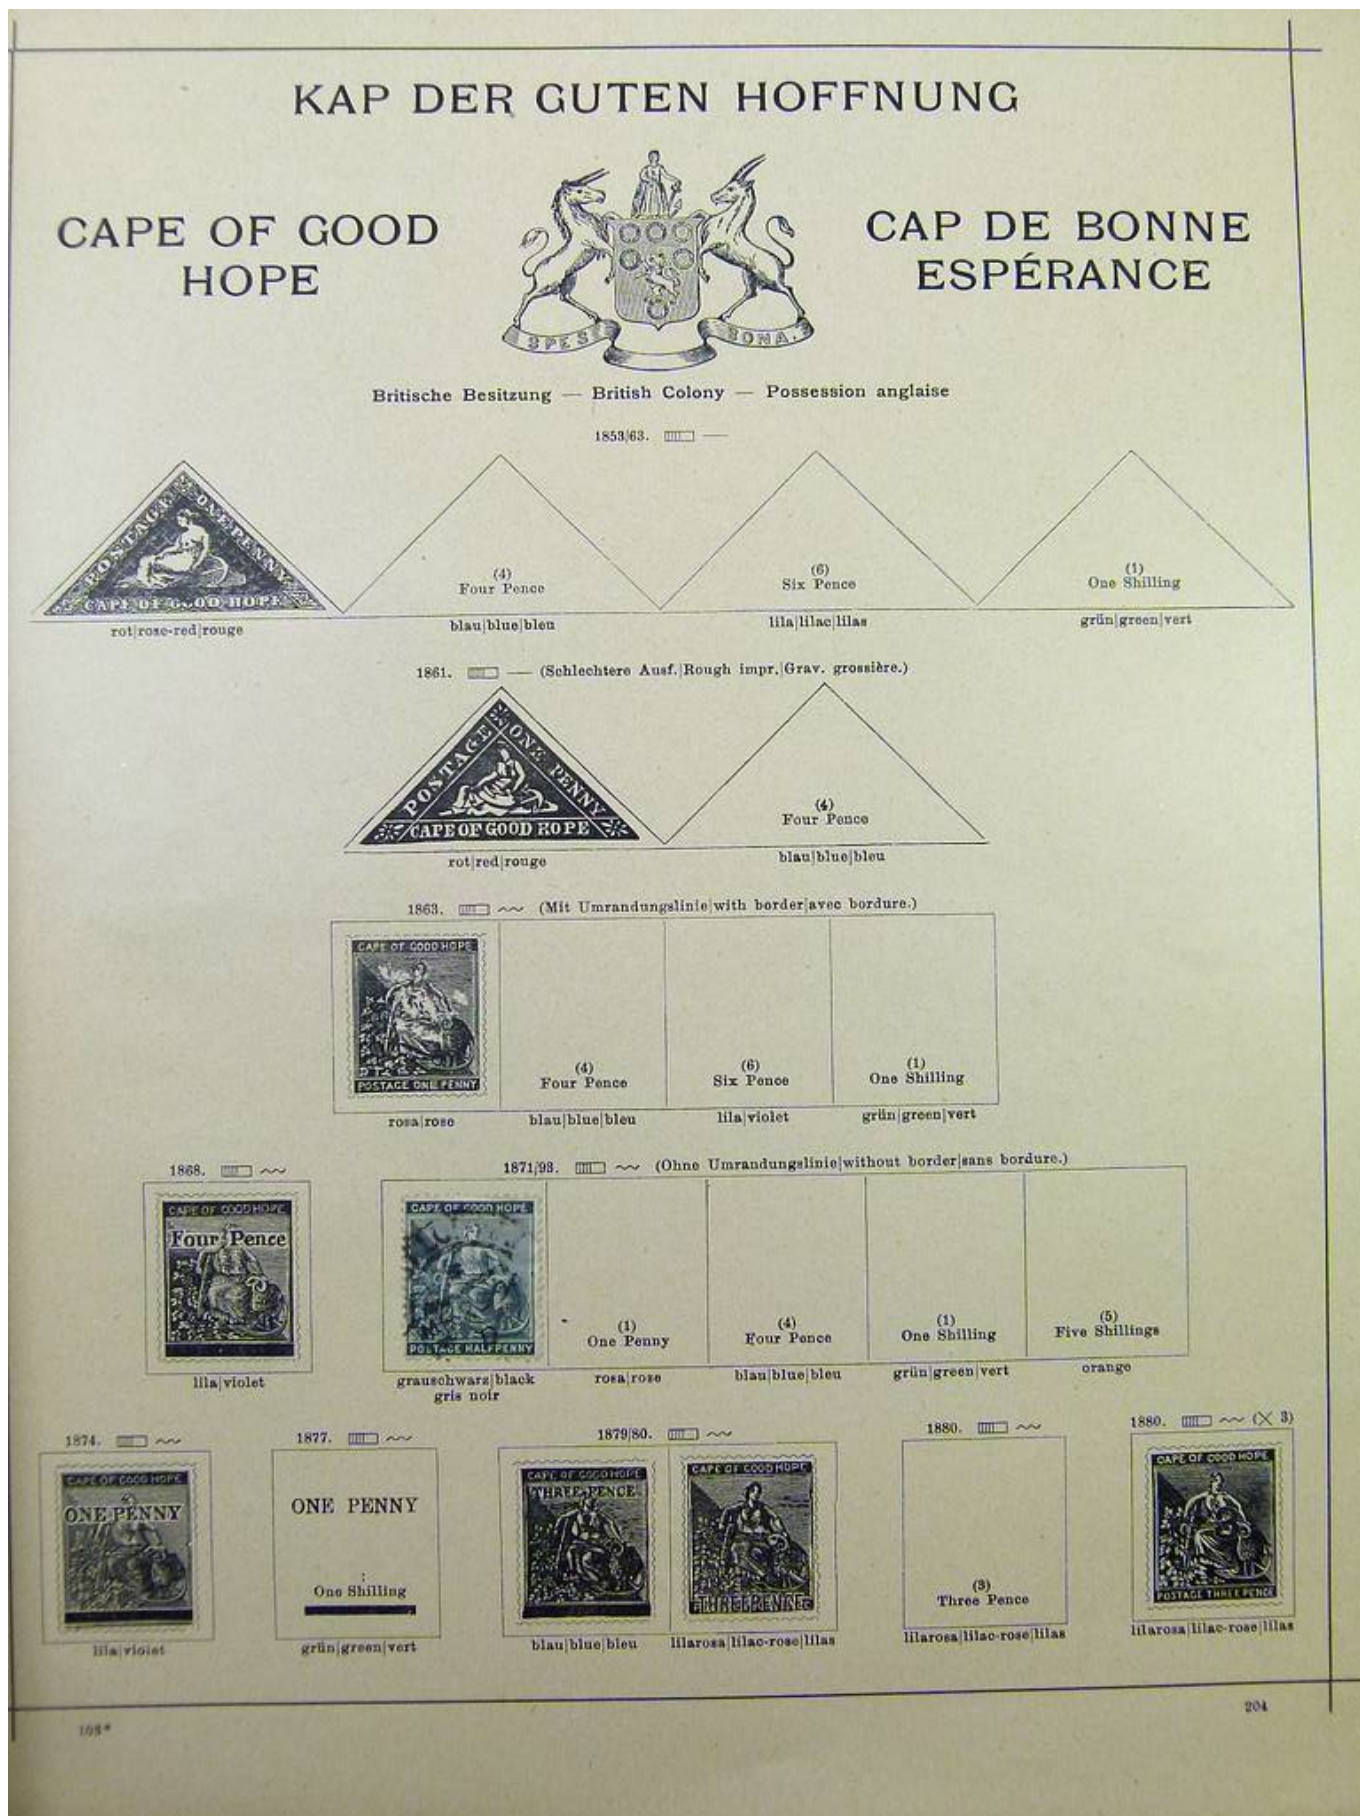 KAP DER GUTEN HOFFNUNG
CAPE OF GOOD
HOPE
CAP DE BONNE
ESPÉRANCE
SPES BONA.
Britische Besitzung — British Colony — Possession anglaise
1853/63. —
POSTAGE ONE PENNY
CAPE OF GOOD HOPE
(4)
Four Pence
(6)
Six Pence
(1)
One Shilling
rot|rose-red|rouge
blau|blue|bleu
lila|lilac|lilas
grün|green|vert
1861. — (Schlechtere Ausf.|Rough impr.|Grav. grossière.)
POSTAGE ONE PENNY
CAPE OF GOOD HOPE
(4)
Four Pence
rot|red|rouge
blau|blue|bleu
1863. (Mit Umrandungslinie|with border|avec bordure.)
CAPE OF GOOD HOPE
POSTAGE ONE PENNY
(4)
Four Pence
(6)
Six Pence
(1)
One Shilling
rosa|rose
blau|blue|bleu
lila|violet
grün|green|vert
1868.
CAPE OF GOOD HOPE
Four Pence
lila|violet
1871/93. (Ohne Umrandungslinie|without border|sans bordure.)
CAPE OF GOOD HOPE
POSTAGE HALFPENNY
(1)
One Penny
(4)
Four Pence
(1)
One Shilling
(5)
Five Shillings
grauschwarz|black
gris noir
rosa|rose
blau|blue|bleu
grün|green|vert
orange
1874.
CAPE OF GOOD HOPE
ONE PENNY
lila|violet
1877.
ONE PENNY
One Shilling
grün|green|vert
1879/80.
CAPE OF GOOD HOPE
THREE PENCE
blau|blue|bleu
CAPE OF GOOD HOPE
THREEPENCE
lilarosa|lilac-rose|lilas
1880.
(3)
Three Pence
lilarosa|lilac-rose|lilas
1880. (X 3)
CAPE OF GOOD HOPE
POSTAGE THREE PENCE
lilarosa|lilac-rose|lilas
204